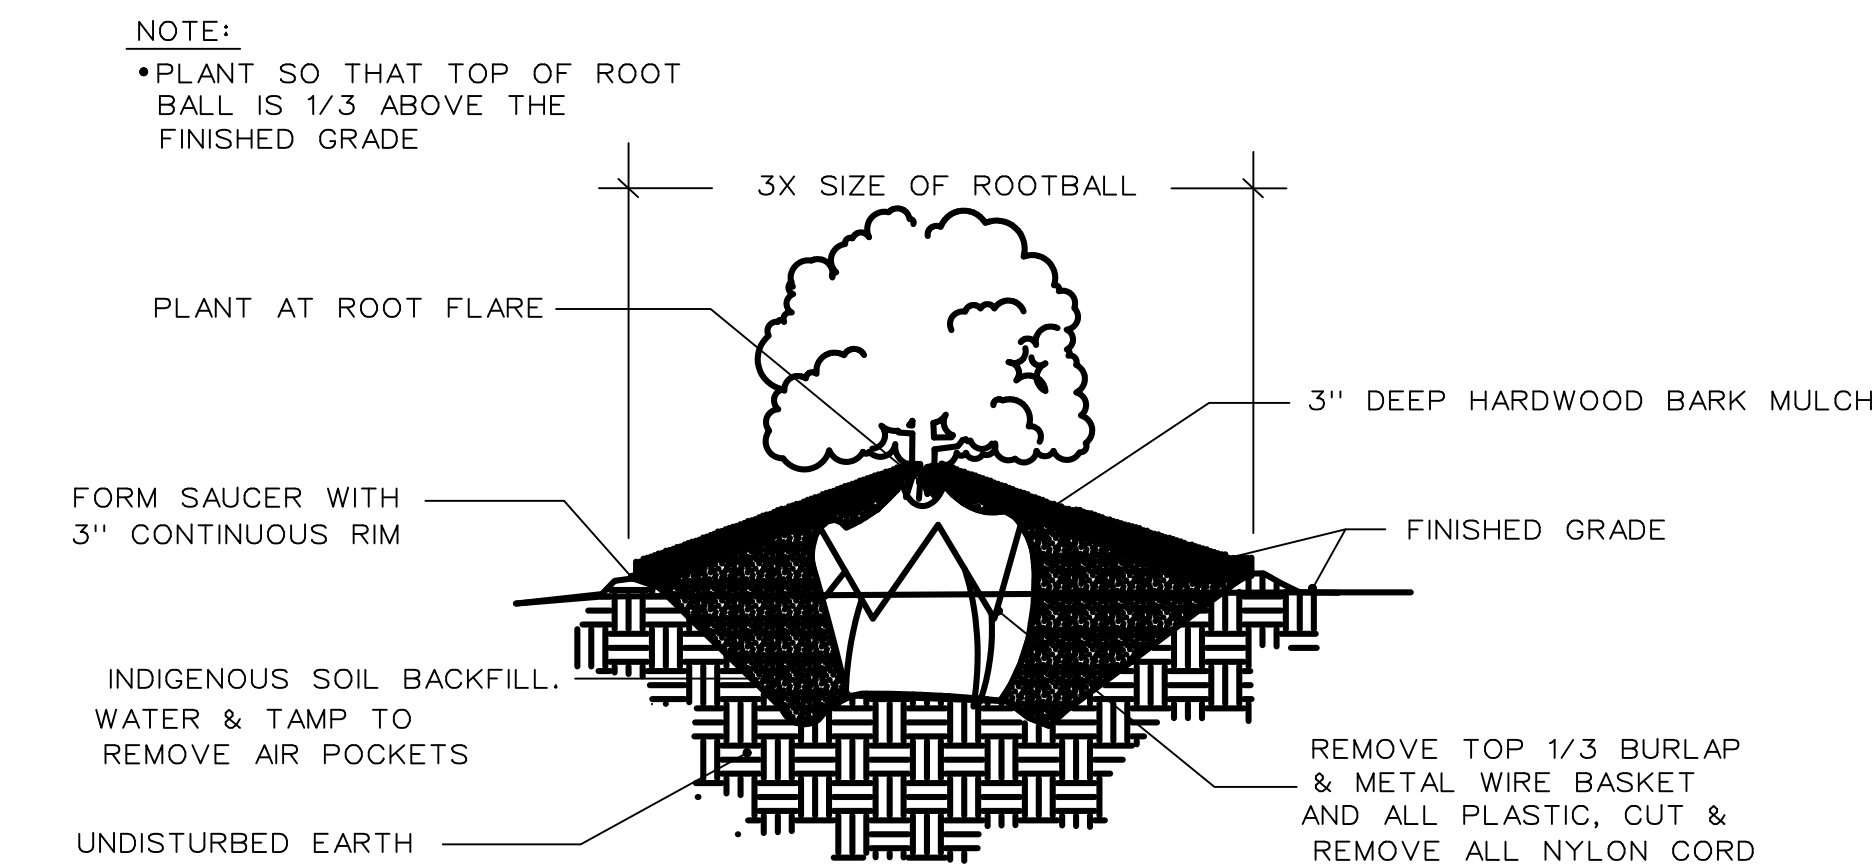 NOTE:
•PLANT SO THAT TOP OF ROOT
BALL IS 1/3 ABOVE THE
FINISHED GRADE
3X SIZE OF ROOTBALL
PLANT AT ROOT FLARE
3'' DEEP HARDWOOD BARK MULCH
FORM SAUCER WITH
3'' CONTINUOUS RIM
FINISHED GRADE
INDIGENOUS SOIL BACKFILL.
WATER & TAMP TO
REMOVE AIR POCKETS
REMOVE TOP 1/3 BURLAP
& METAL WIRE BASKET
AND ALL PLASTIC, CUT &
REMOVE ALL NYLON CORD
UNDISTURBED EARTH